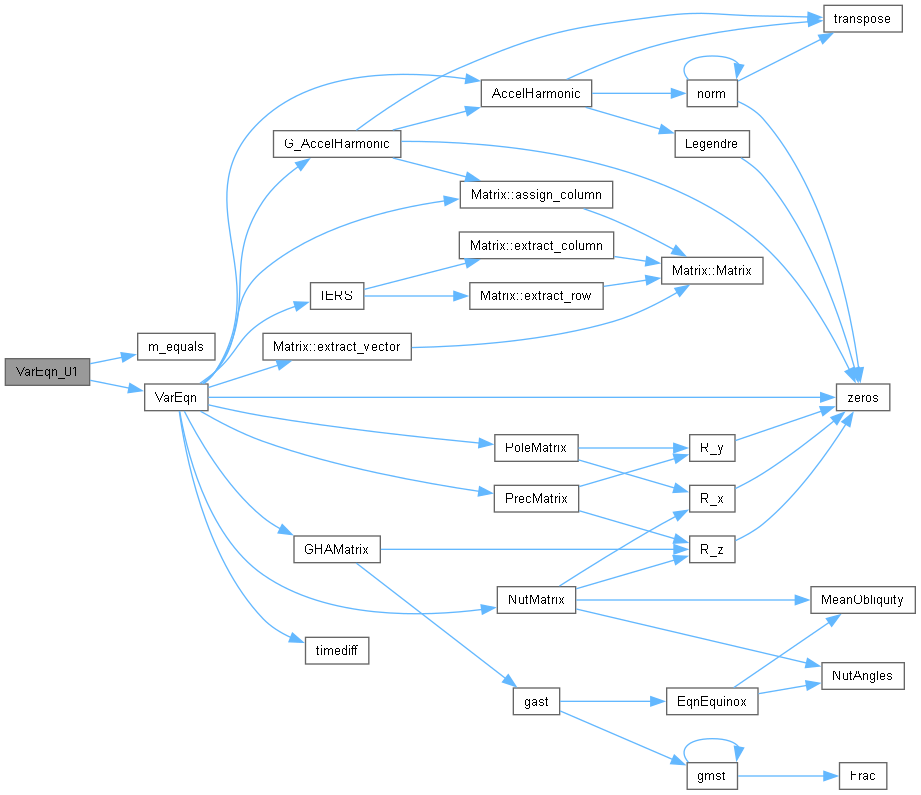 transpose
AccelHarmonic
norm
G_AccelHarmonic
Legendre
Matrix::assign_column
Matrix::extract_column
Matrix::Matrix
IERS
Matrix::extract_row
m_equals
Matrix::extract_vector
VarEqn_U1
VarEqn
zeros
PoleMatrix
R_y
PrecMatrix
R_x
GHAMatrix
R_z
NutMatrix
MeanObliquity
timediff
NutAngles
gast
EqnEquinox
gmst
Frac